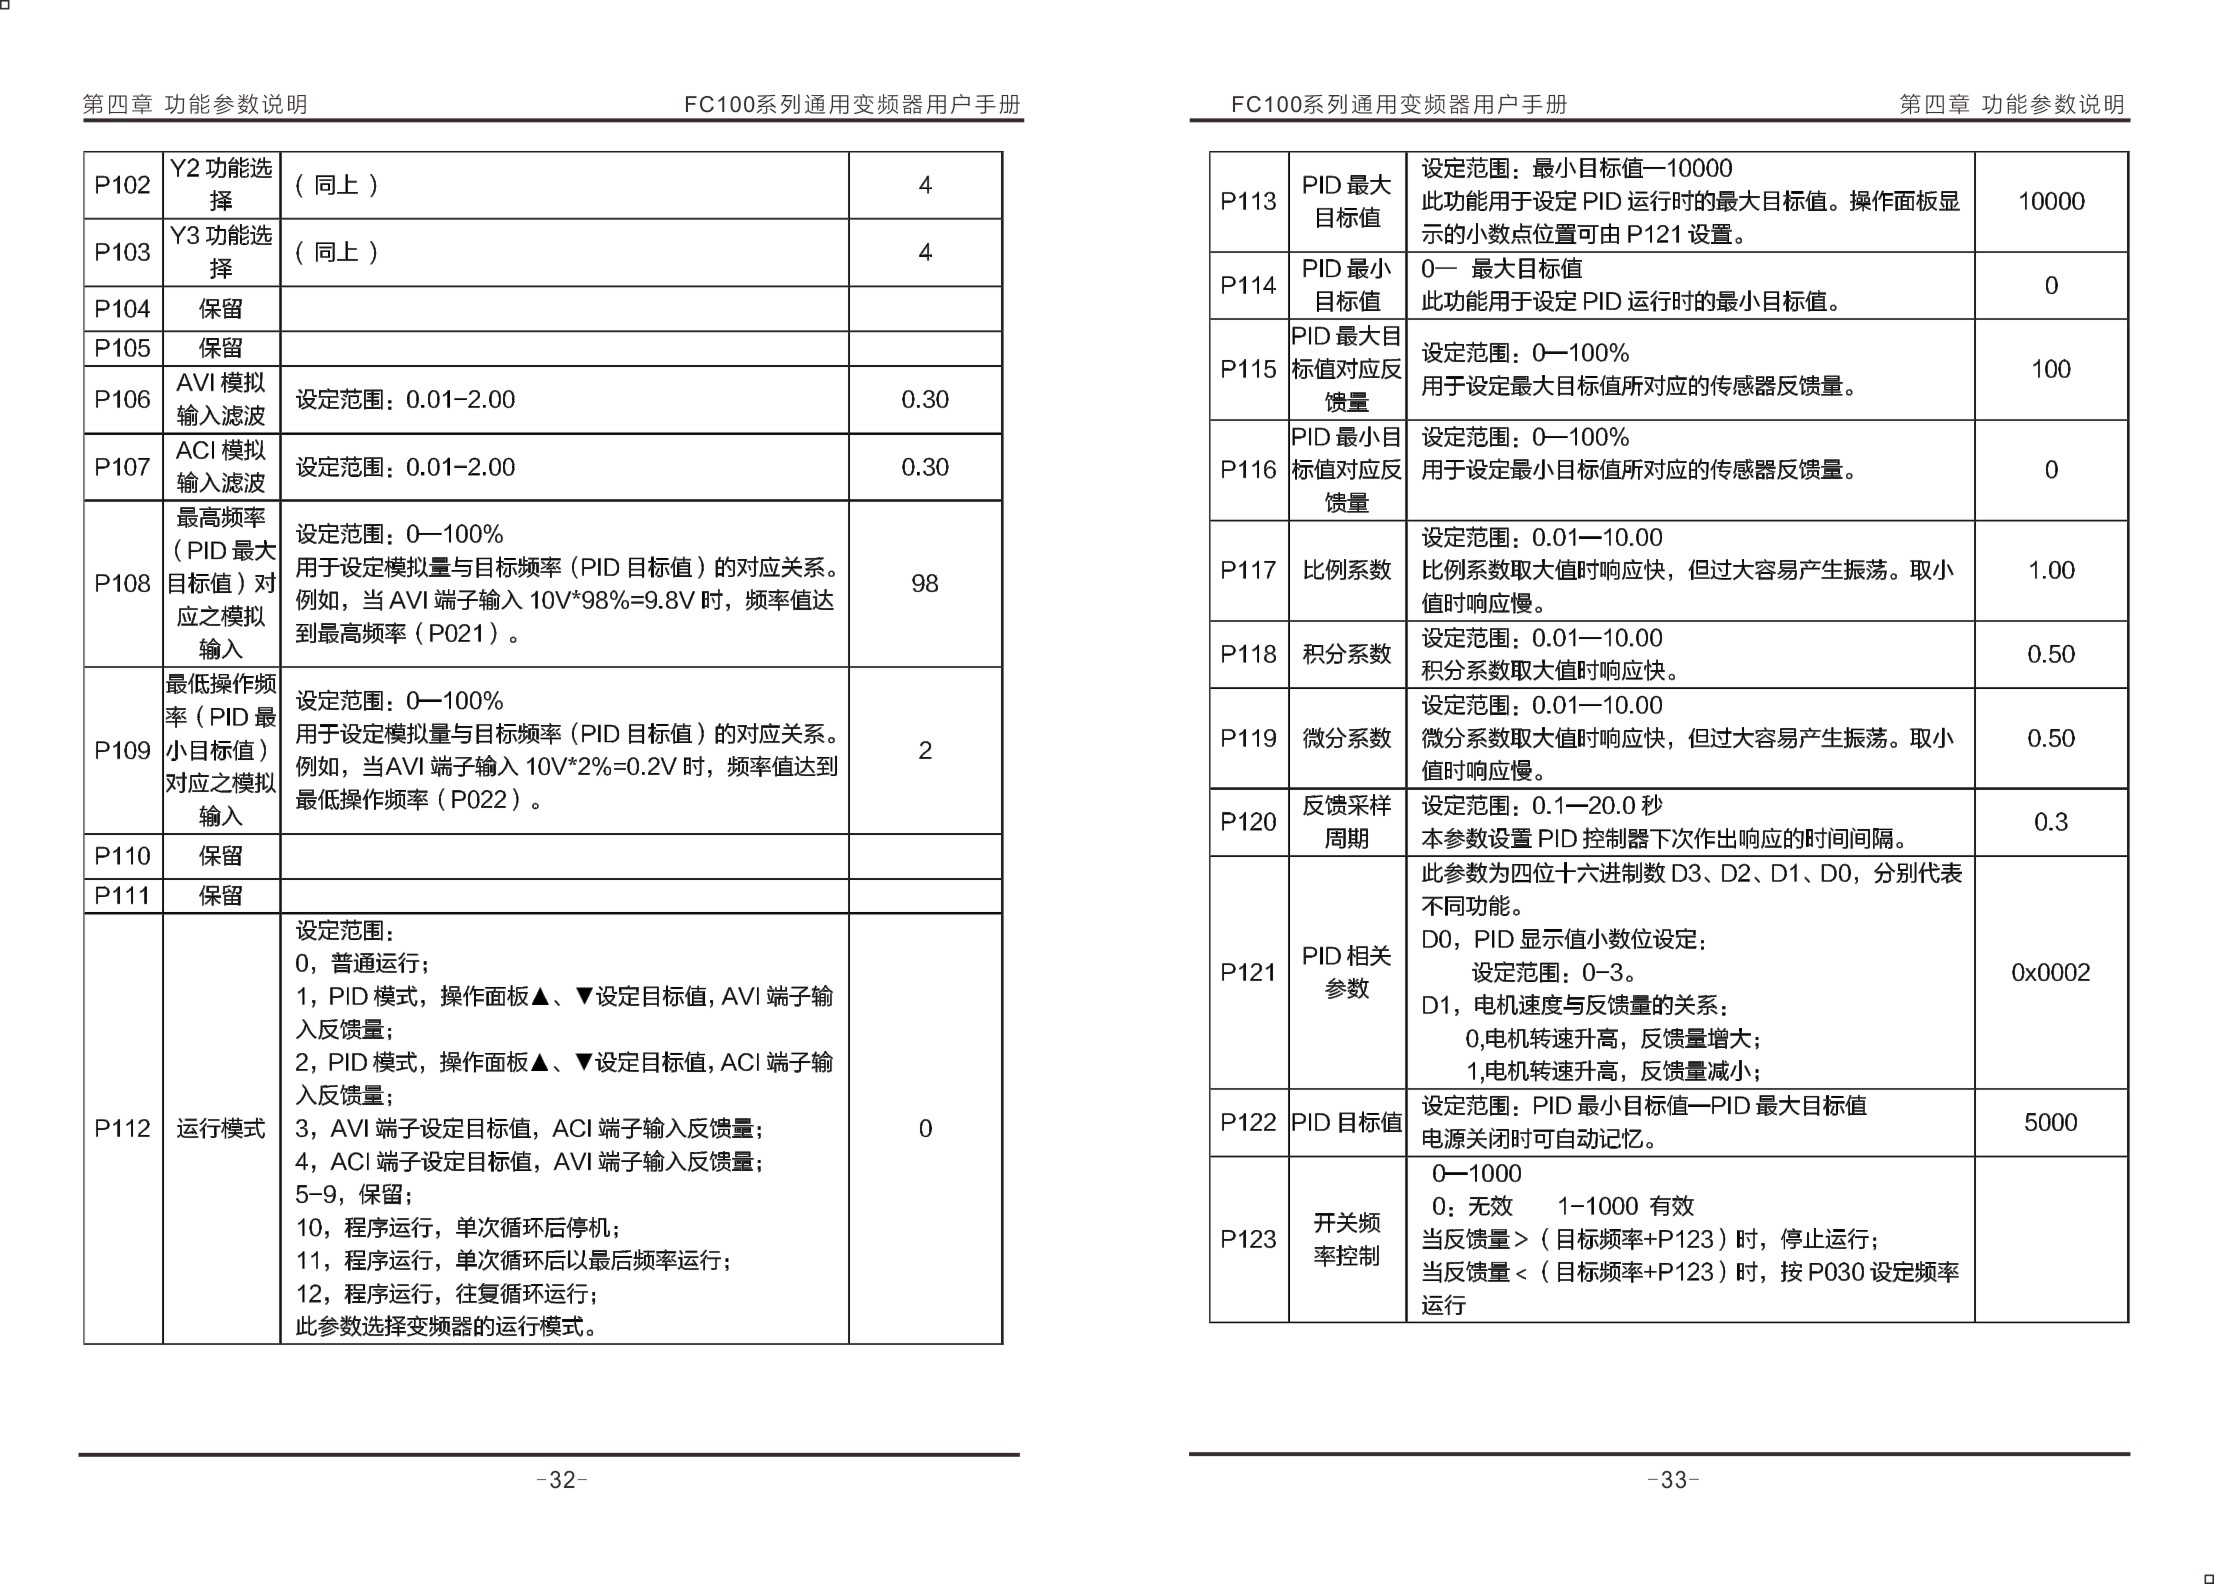 第四章 功能参数说明
FC100系列通用变频器用户手册
P102
Y2 功能选
择
( 同上 )
4
P103
Y3 功能选
择
( 同上 )
4
P104
保留
P105
保留
P106
AVI 模拟
输入滤波
设定范围：0.01-2.00
0.30
P107
ACI 模拟
输入滤波
设定范围：0.01-2.00
0.30
P108
最高频率
（PID 最大
目标值）对
应之模拟
输入
设定范围：0—100%
用于设定模拟量与目标频率（PID 目标值）的对应关系。
例如，当 AVI 端子输入 10V*98%=9.8V 时，频率值达
到最高频率（P021）。
98
P109
最低操作频
率（PID 最
小目标值）
对应之模拟
输入
设定范围：0—100%
用于设定模拟量与目标频率（PID 目标值）的对应关系。
例如，当AVI 端子输入 10V*2%=0.2V 时，频率值达到
最低操作频率（P022）。
2
P110
保留
P111
保留
P112
运行模式
设定范围：
0，普通运行；
1，PID 模式，操作面板▲、▼设定目标值，AVI 端子输
入反馈量；
2，PID 模式，操作面板▲、▼设定目标值，ACI 端子输
入反馈量；
3，AVI 端子设定目标值，ACI 端子输入反馈量；
4，ACI 端子设定目标值，AVI 端子输入反馈量；
5-9，保留；
10，程序运行，单次循环后停机；
11，程序运行，单次循环后以最后频率运行；
12，程序运行，往复循环运行；
此参数选择变频器的运行模式。
0
-32-
FC100系列通用变频器用户手册
第四章 功能参数说明
P113
PID 最大
目标值
设定范围：最小目标值—10000
此功能用于设定 PID 运行时的最大目标值。操作面板显
示的小数点位置可由 P121 设置。
10000
P114
PID 最小
目标值
0— 最大目标值
此功能用于设定 PID 运行时的最小目标值。
0
P115
PID 最大目
标值对应反
馈量
设定范围：0—100%
用于设定最大目标值所对应的传感器反馈量。
100
P116
PID 最小目
标值对应反
馈量
设定范围：0—100%
用于设定最小目标值所对应的传感器反馈量。
0
P117
比例系数
设定范围：0.01—10.00
比例系数取大值时响应快，但过大容易产生振荡。取小
值时响应慢。
1.00
P118
积分系数
设定范围：0.01—10.00
积分系数取大值时响应快。
0.50
P119
微分系数
设定范围：0.01—10.00
微分系数取大值时响应快，但过大容易产生振荡。取小
值时响应慢。
0.50
P120
反馈采样
周期
设定范围：0.1—20.0 秒
本参数设置 PID 控制器下次作出响应的时间间隔。
0.3
P121
PID 相关
参数
此参数为四位十六进制数 D3、D2、D1、D0，分别代表
不同功能。
D0，PID 显示值小数位设定：
设定范围：0-3。
D1，电机速度与反馈量的关系：
0,电机转速升高，反馈量增大；
1,电机转速升高，反馈量减小；
0x0002
P122
PID 目标值
设定范围：PID 最小目标值—PID 最大目标值
电源关闭时可自动记忆。
5000
P123
开关频
率控制
0—1000
0：无效 1-1000 有效
当反馈量＞（目标频率+P123）时，停止运行；
当反馈量＜（目标频率+P123）时，按 P030 设定频率
运行
-33-